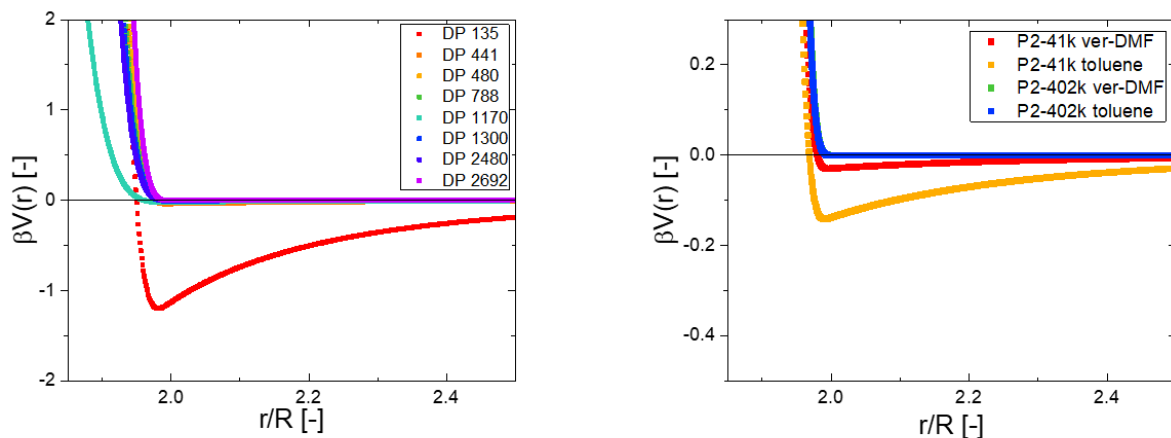 2
1
0
-1
-2
βV(r) [-]
2.0
2.2
2.4
r/R [-]
DP 135
DP 441
DP 480
DP 788
DP 1170
DP 1300
DP 2480
DP 2692
0.2
0.0
-0.2
-0.4
βV(r) [-]
2.0
2.2
2.4
r/R [-]
P2-41k ver-DMF
P2-41k toluene
P2-402k ver-DMF
P2-402k toluene